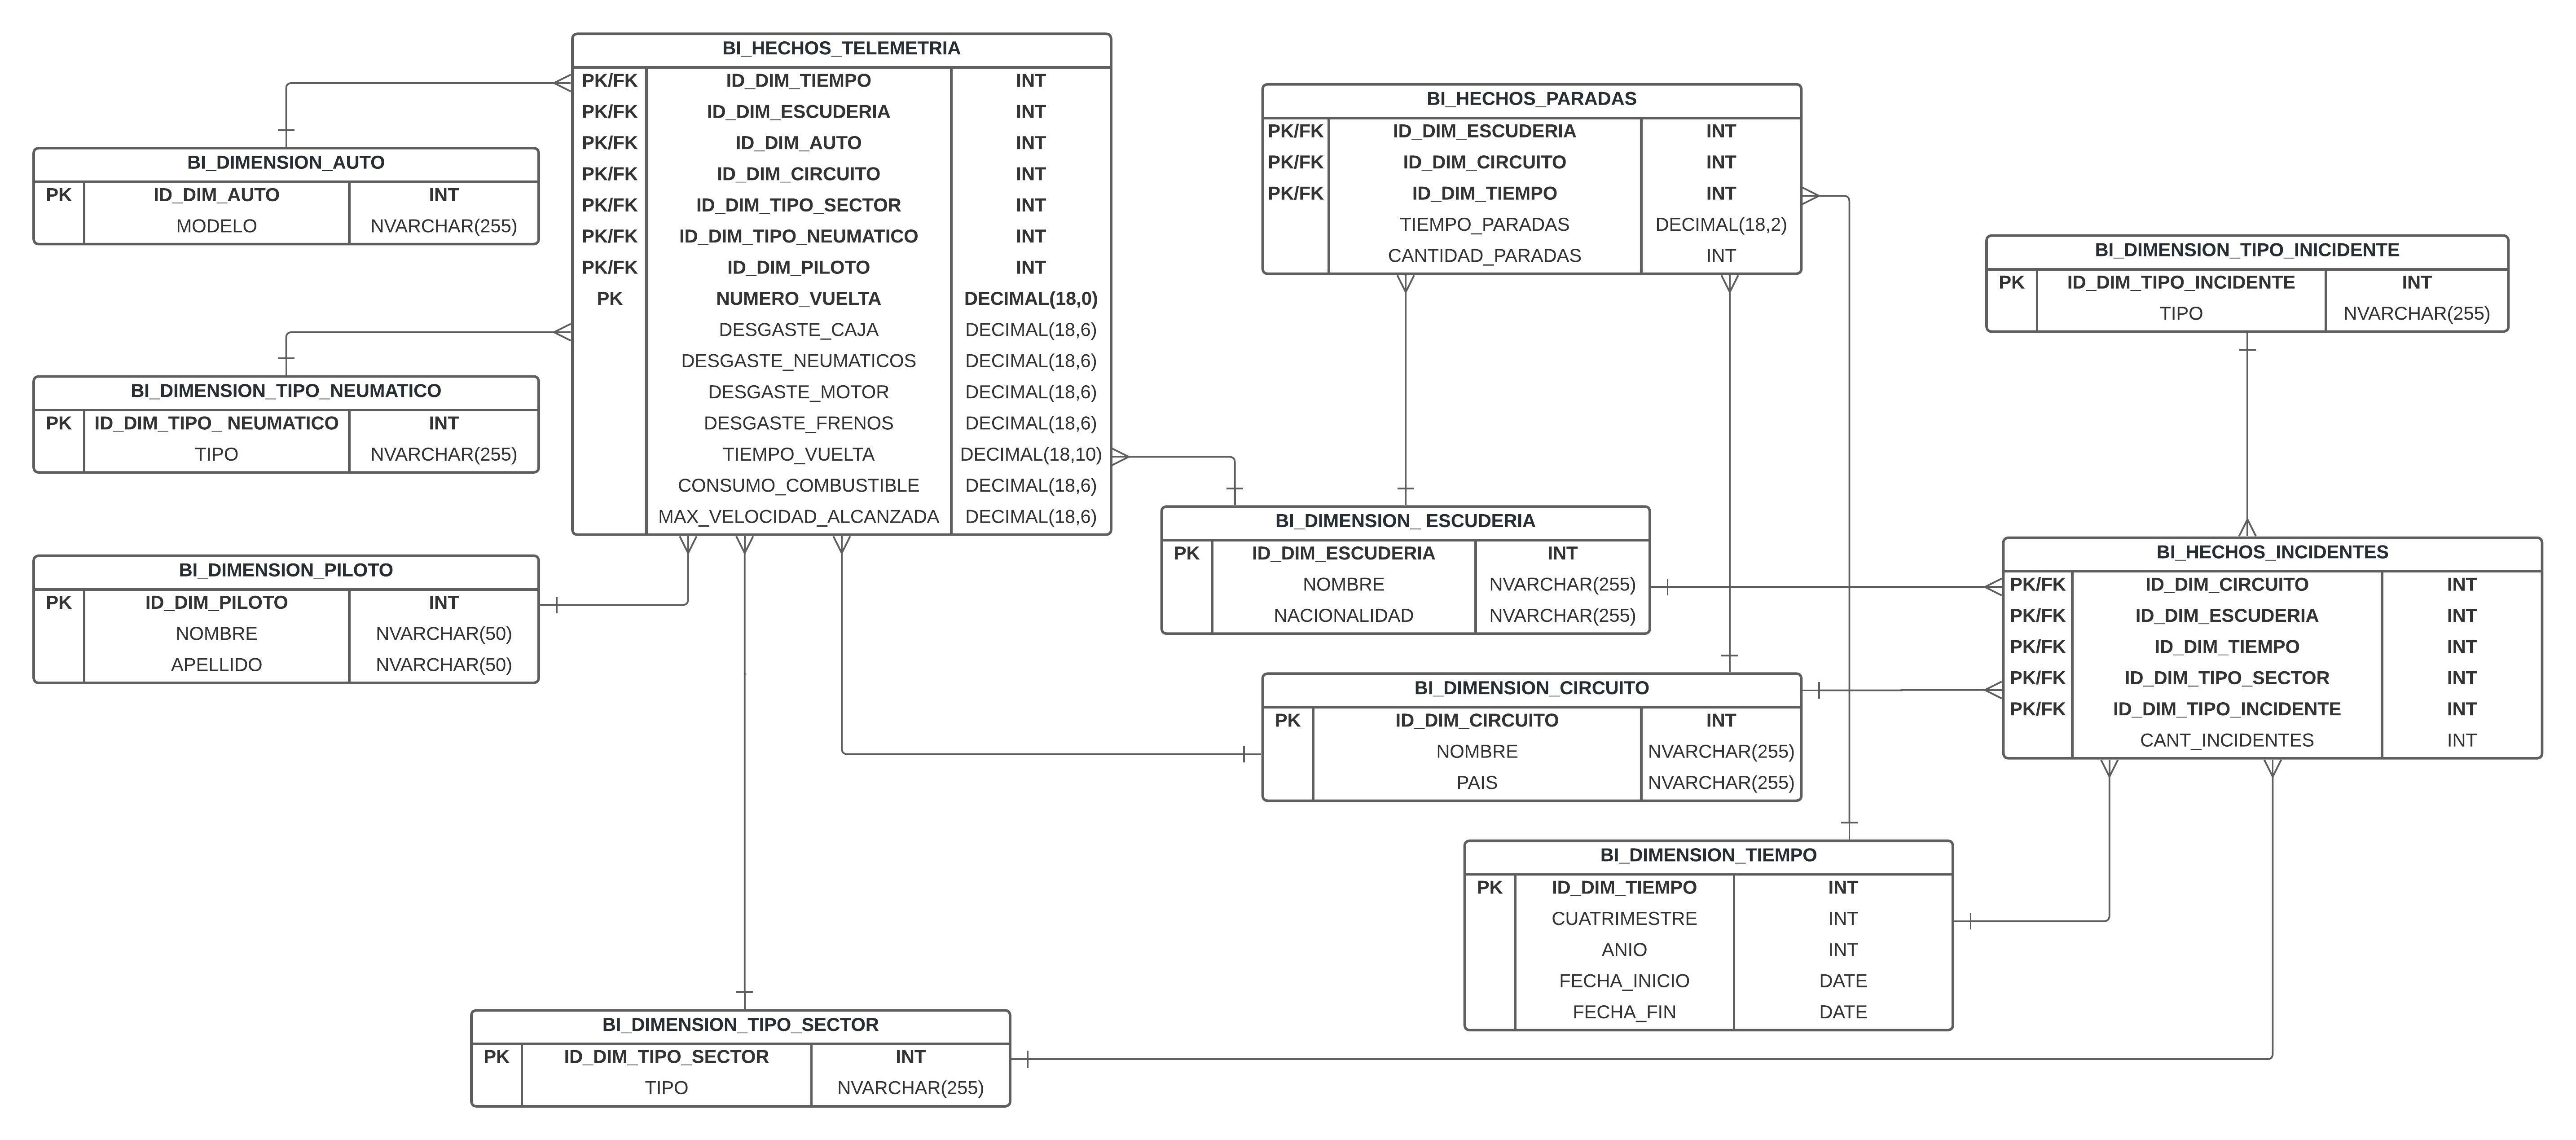 BI_HECHOS_TELEMETRIA
PK/FK ID_DIM_TIEMPO INT
PK/FK ID_DIM_ESCUDERIA INT
PK/FK ID_DIM_AUTO INT
PK/FK ID_DIM_CIRCUITO INT
PK/FK ID_DIM_TIPO_SECTOR INT
PK/FK ID_DIM_TIPO_NEUMATICO INT
PK/FK ID_DIM_PILOTO INT
PK NUMERO_VUELTA DECIMAL(18,0)
DESGASTE_CAJA DECIMAL(18,6)
DESGASTE_NEUMATICOS DECIMAL(18,6)
DESGASTE_MOTOR DECIMAL(18,6)
DESGASTE_FRENOS DECIMAL(18,6)
TIEMPO_VUELTA DECIMAL(18,10)
CONSUMO_COMBUSTIBLE DECIMAL(18,6)
MAX_VELOCIDAD_ALCANZADA DECIMAL(18,6)
BI_HECHOS_PARADAS
PK/FK ID_DIM_ESCUDERIA INT
PK/FK ID_DIM_CIRCUITO INT
PK/FK ID_DIM_TIEMPO INT
TIEMPO_PARADAS DECIMAL(18,2)
CANTIDAD_PARADAS INT
BI_DIMENSION_AUTO
PK ID_DIM_AUTO INT
MODELO NVARCHAR(255)
BI_DIMENSION_TIPO_INICIDENTE
PK ID_DIM_TIPO_INCIDENTE INT
TIPO NVARCHAR(255)
BI_DIMENSION_TIPO_NEUMATICO
PK ID_DIM_TIPO_ NEUMATICO INT
TIPO NVARCHAR(255)
BI_DIMENSION_ ESCUDERIA
PK ID_DIM_ESCUDERIA INT
NOMBRE NVARCHAR(255)
NACIONALIDAD NVARCHAR(255)
BI_HECHOS_INCIDENTES
PK/FK ID_DIM_CIRCUITO INT
PK/FK ID_DIM_ESCUDERIA INT
PK/FK ID_DIM_TIEMPO INT
PK/FK ID_DIM_TIPO_SECTOR INT
PK/FK ID_DIM_TIPO_INCIDENTE INT
CANT_INCIDENTES INT
BI_DIMENSION_PILOTO
PK ID_DIM_PILOTO INT
NOMBRE NVARCHAR(50)
APELLIDO NVARCHAR(50)
BI_DIMENSION_CIRCUITO
PK ID_DIM_CIRCUITO INT
NOMBRE NVARCHAR(255)
PAIS NVARCHAR(255)
BI_DIMENSION_TIEMPO
PK ID_DIM_TIEMPO INT
CUATRIMESTRE INT
ANIO INT
FECHA_INICIO DATE
FECHA_FIN DATE
BI_DIMENSION_TIPO_SECTOR
PK ID_DIM_TIPO_SECTOR INT
TIPO NVARCHAR(255)